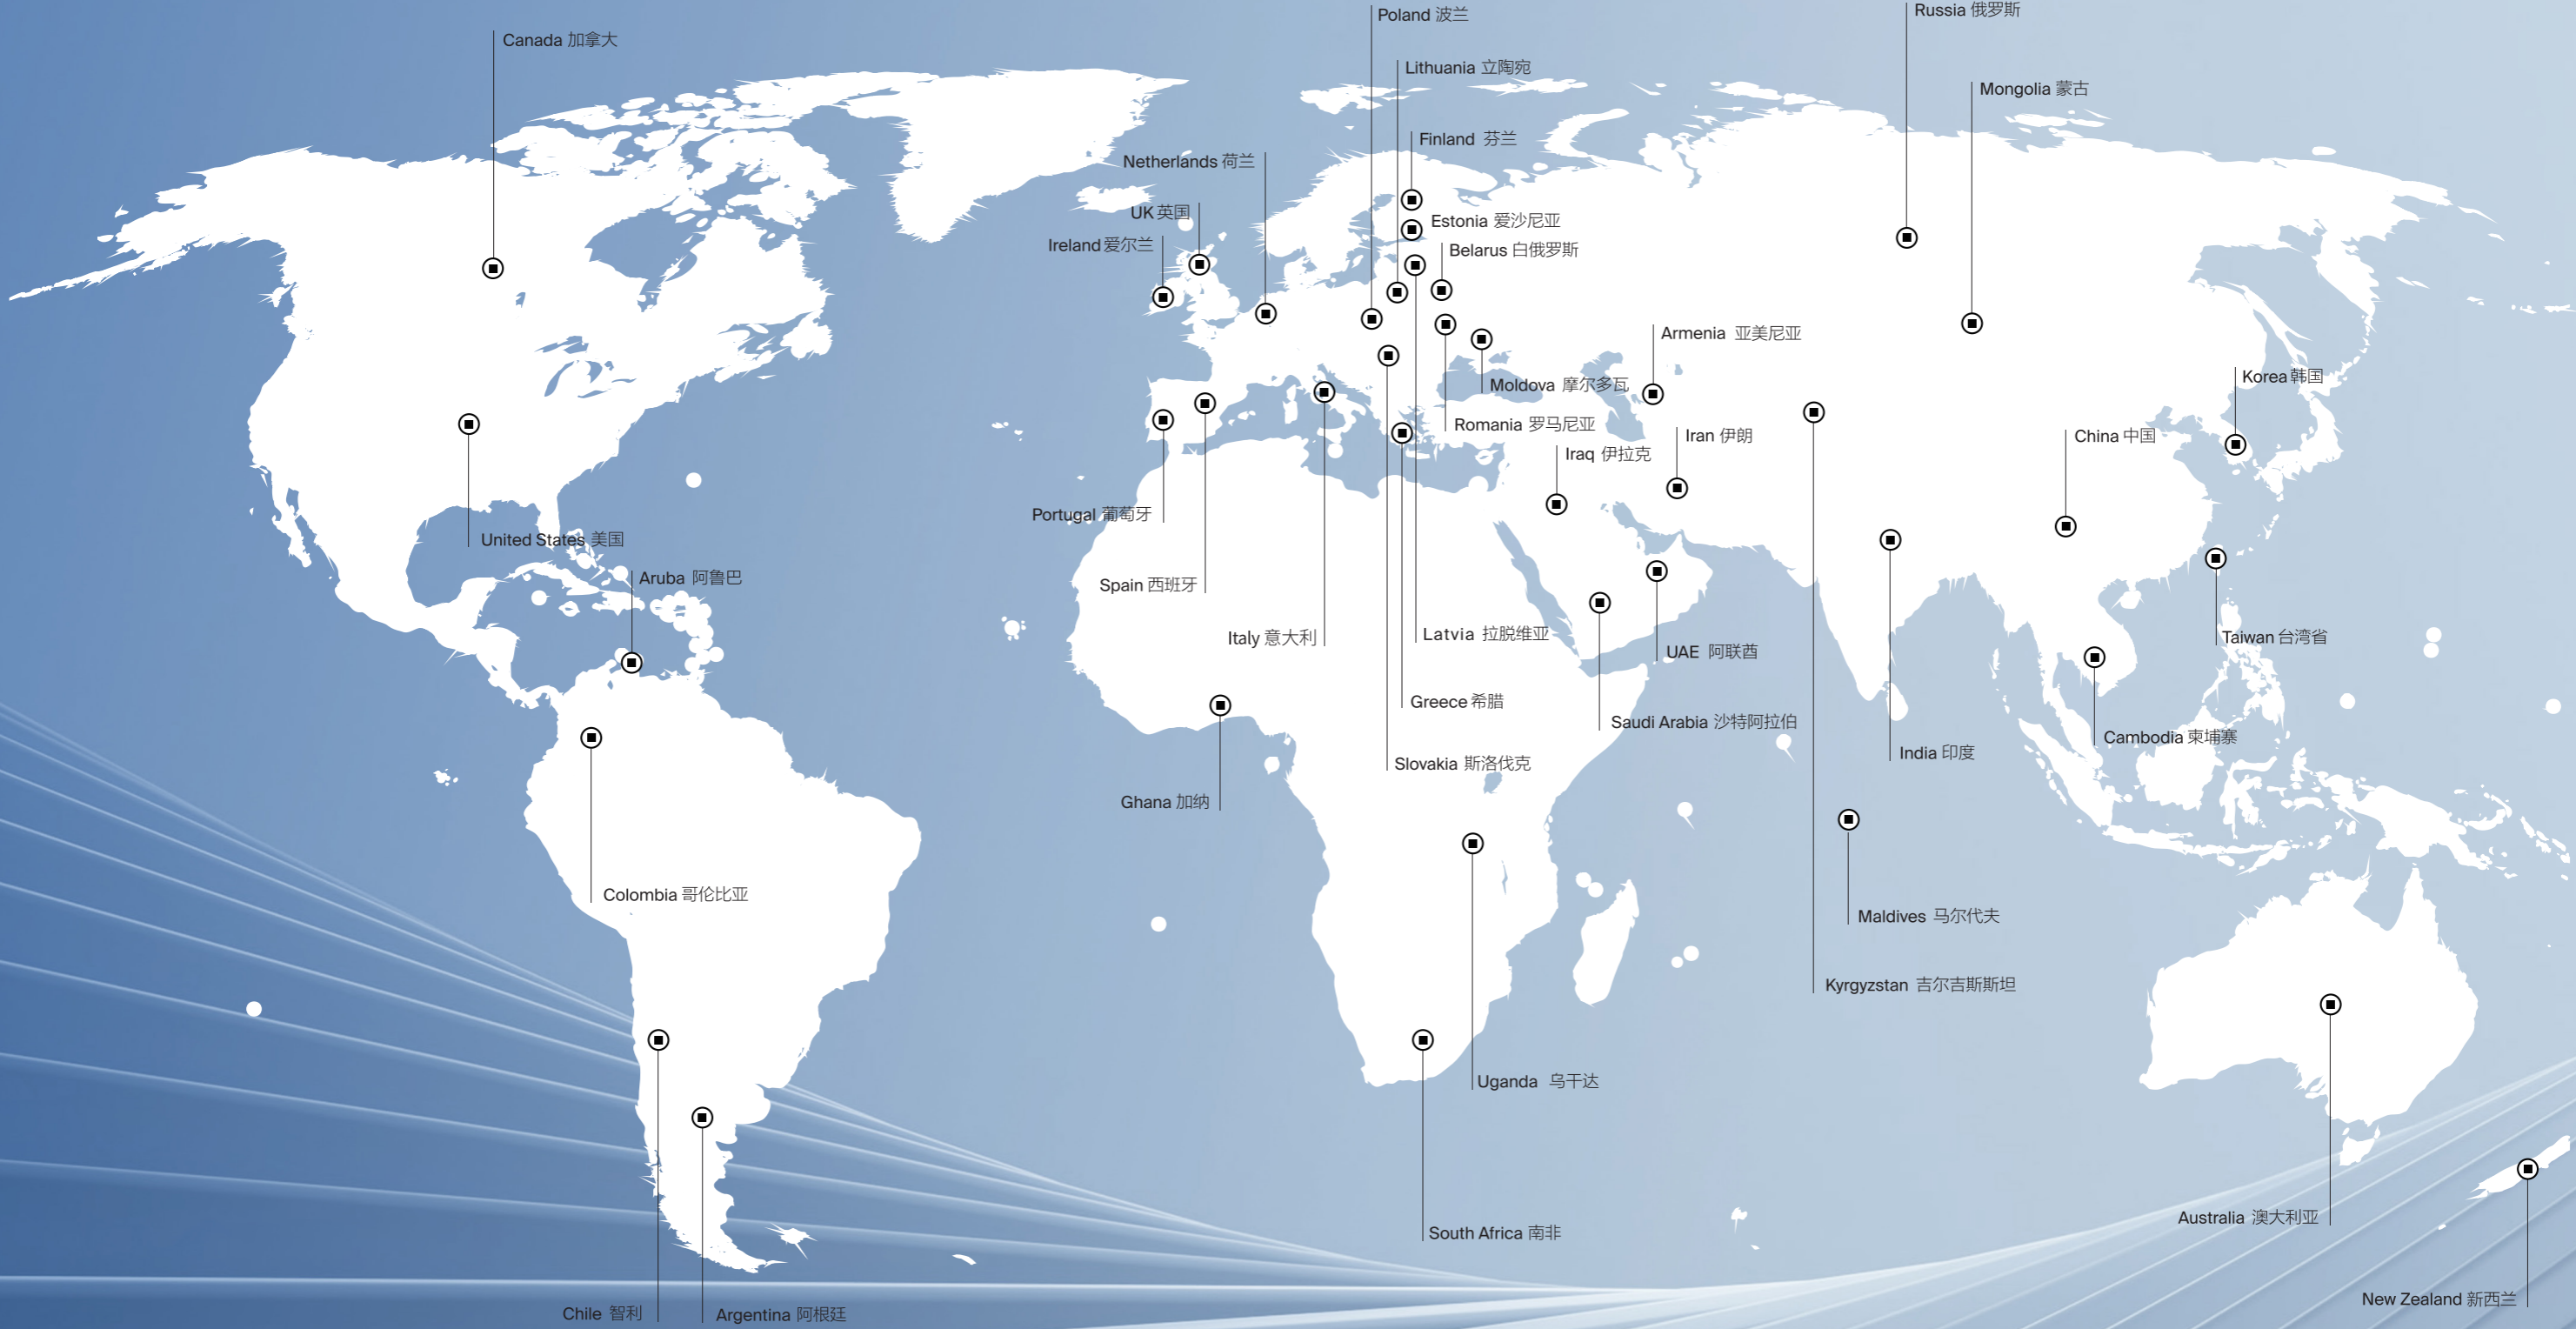 Russia 俄罗斯
Poland 波兰
Canada 加拿大
Lithuania 立陶宛
Mongolia 蒙古
Finland 芬兰
Netherlands 荷兰
UK 英国
Estonia 爱沙尼亚
Ireland 爱尔兰
Belarus 白俄罗斯
Armenia 亚美尼亚
Korea 韩国
Moldova 摩尔多瓦
Romania 罗马尼亚
Iran 伊朗
China 中国
Iraq 伊拉克
Portugal 葡萄牙
United States 美国
Aruba 阿鲁巴
Spain 西班牙
Latvia 拉脱维亚
Italy 意大利
Taiwan 台湾省
UAE 阿联酋
Greece 希腊
Saudi Arabia 沙特阿拉伯
Cambodia 柬埔寨
India 印度
Slovakia 斯洛伐克
Ghana 加纳
Colombia 哥伦比亚
Maldives 马尔代夫
Kyrgyzstan 吉尔吉斯斯坦
Uganda 乌干达
Australia 澳大利亚
South Africa 南非
New Zealand 新西兰
Chile 智利
Argentina 阿根廷